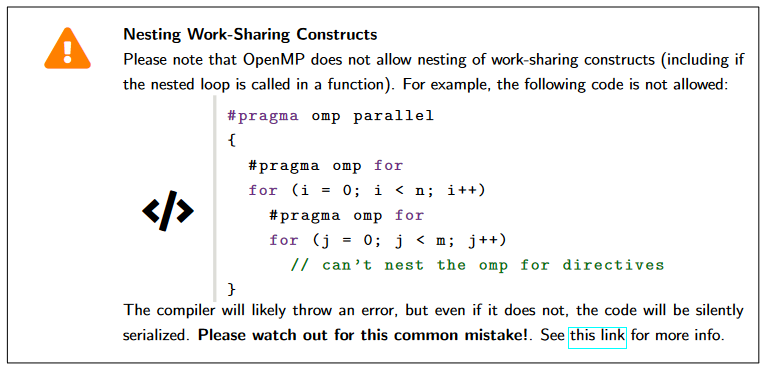 Nesting Work-Sharing Constructs
Please note that OpenMP does not allow nesting of work-sharing constructs (including if
the nested loop is called in a function). For example, the following code is not allowed:
#pragma omp parallel
{
  #pragma omp for
  for (i = 0; i < n; i++)
    #pragma omp for
    for (j = 0; j < m; j++)
      // can't nest the omp for directives
}
The compiler will likely throw an error, but even if it does not, the code will be silently
serialized. Please watch out for this common mistake!. See this link for more info.